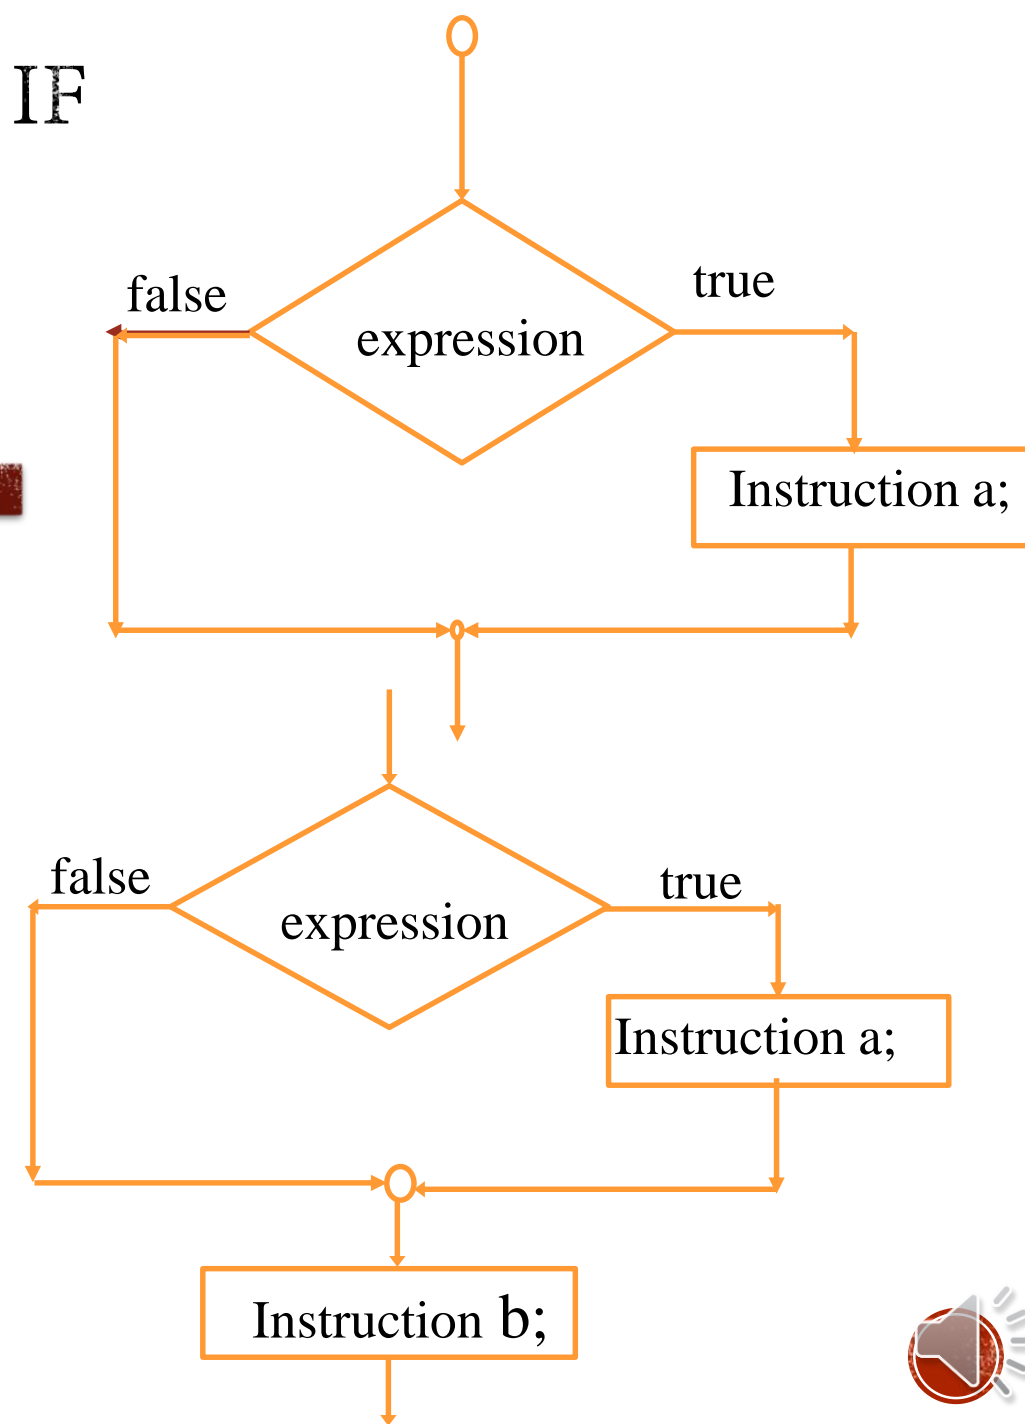 IF
false
true
expression
Instruction a;
false
true
expression
Instruction a;
Instruction b;